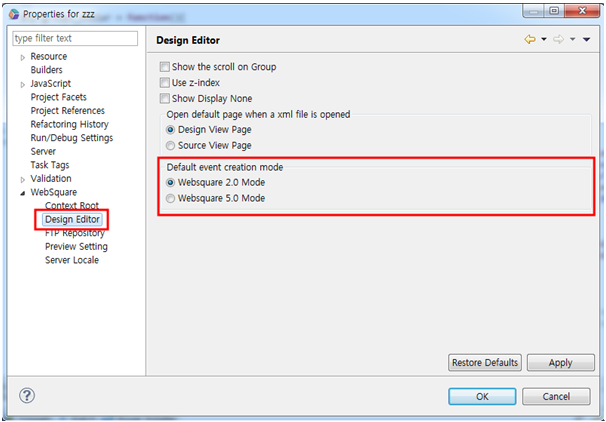 Properties for zzz
type filter text
Design Editor
Resource
Builders
JavaScript
Project Facets
Project References
Refactoring History
Run/Debug Settings
Server
Task Tags
Validation
WebSquare
Context Root
Design Editor
FTP Repository
Preview Setting
Server Locale
Show the scroll on Group
Use z-index
Show Display None
Open default page when a xml file is opened
Design View Page
Source View Page
Default event creation mode
Websquare 2.0 Mode
Websquare 5.0 Mode
Restore Defaults
Apply
OK
Cancel